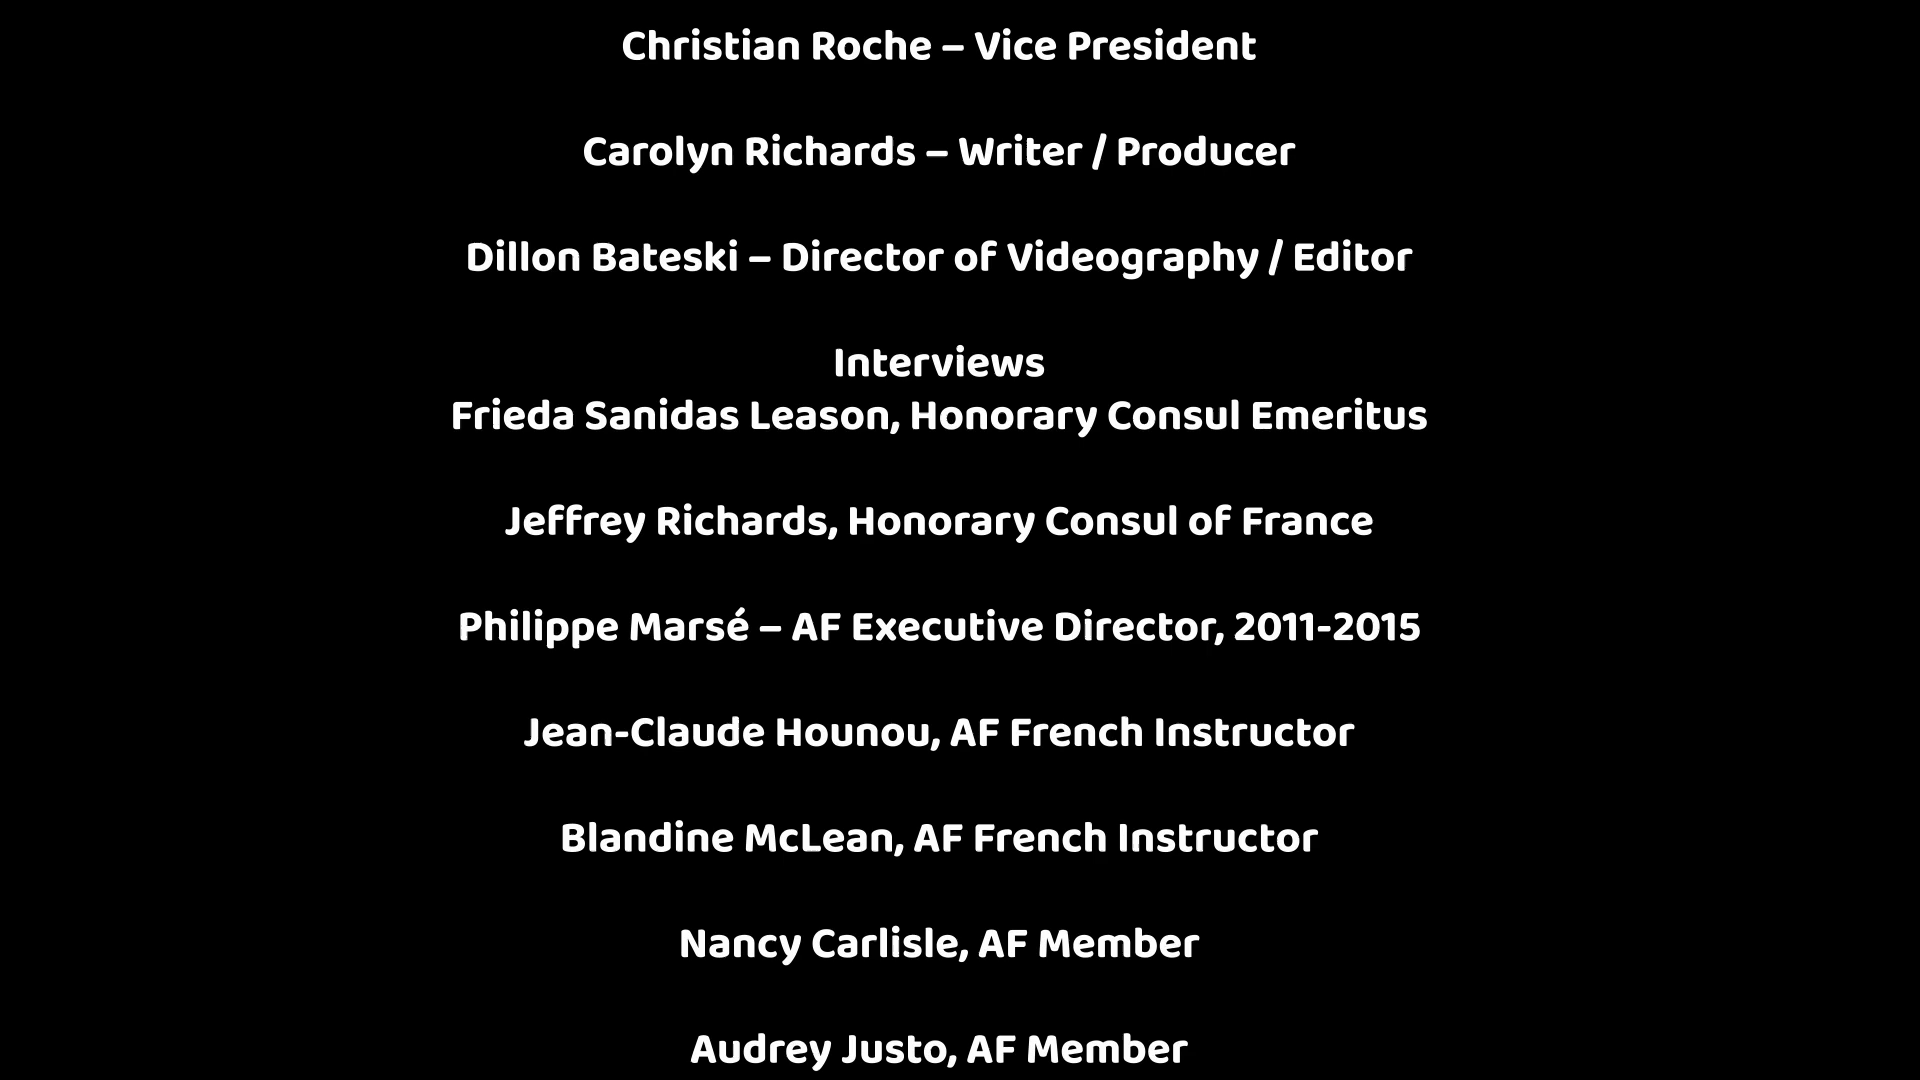 Christian Roche – Vice President
Carolyn Richards – Writer / Producer
Dillon Bateski – Director of Videography / Editor
Interviews
Frieda Sanidas Leason, Honorary Consul Emeritus
Jeffrey Richards, Honorary Consul of France
Philippe Marsé – AF Executive Director, 2011-2015
Jean-Claude Hounou, AF French Instructor
Blandine McLean, AF French Instructor
Nancy Carlisle, AF Member
Audrey Justo, AF Member